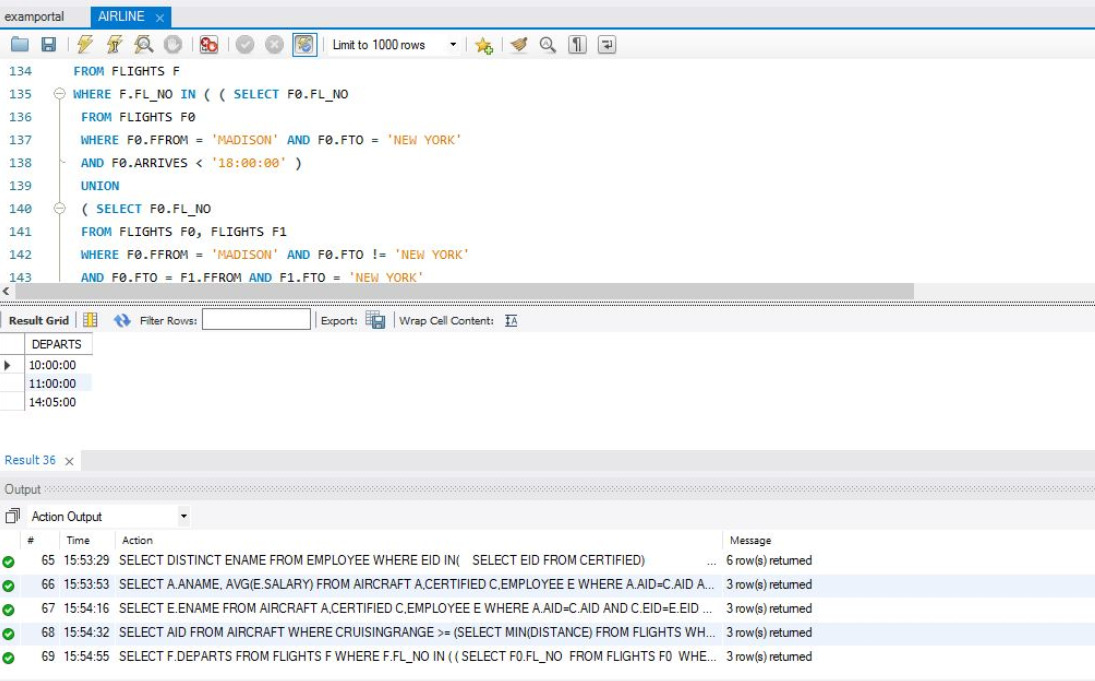 examportal AIRLINE
Limit to 1000 rows
134 FROM FLIGHTS F
135 WHERE F.FL_NO IN ( ( SELECT F0.FL_NO
136 FROM FLIGHTS F0
137 WHERE F0.FFROM = 'MADISON' AND F0.FTO = 'NEW YORK'
138 AND F0.ARRIVES < '18:00:00' )
139 UNION
140 ( SELECT F0.FL_NO
141 FROM FLIGHTS F0, FLIGHTS F1
142 WHERE F0.FFROM = 'MADISON' AND F0.FTO != 'NEW YORK'
143 AND F0.FTO = F1.FFROM AND F1.FTO = 'NEW YORK'
Result Grid Filter Rows: Export: Wrap Cell Content:
DEPARTS
10:00:00
11:00:00
14:05:00
Result 36
Output
Action Output
# Time Action Message
65 15:53:29 SELECT DISTINCT ENAME FROM EMPLOYEE WHERE EID IN( SELECT EID FROM CERTIFIED) ... 6 row(s) returned
66 15:53:53 SELECT A.ANAME, AVG(E.SALARY) FROM AIRCRAFT A,CERTIFIED C,EMPLOYEE E WHERE A.AID=C.AID A... 3 row(s) returned
67 15:54:16 SELECT E.ENAME FROM AIRCRAFT A,CERTIFIED C,EMPLOYEE E WHERE A.AID=C.AID AND C.EID=E.EID ... 3 row(s) returned
68 15:54:32 SELECT AID FROM AIRCRAFT WHERE CRUISINGRANGE >= (SELECT MIN(DISTANCE) FROM FLIGHTS WH... 3 row(s) returned
69 15:54:55 SELECT F.DEPARTS FROM FLIGHTS F WHERE F.FL_NO IN ( ( SELECT F0.FL_NO FROM FLIGHTS F0 WHE... 3 row(s) returned